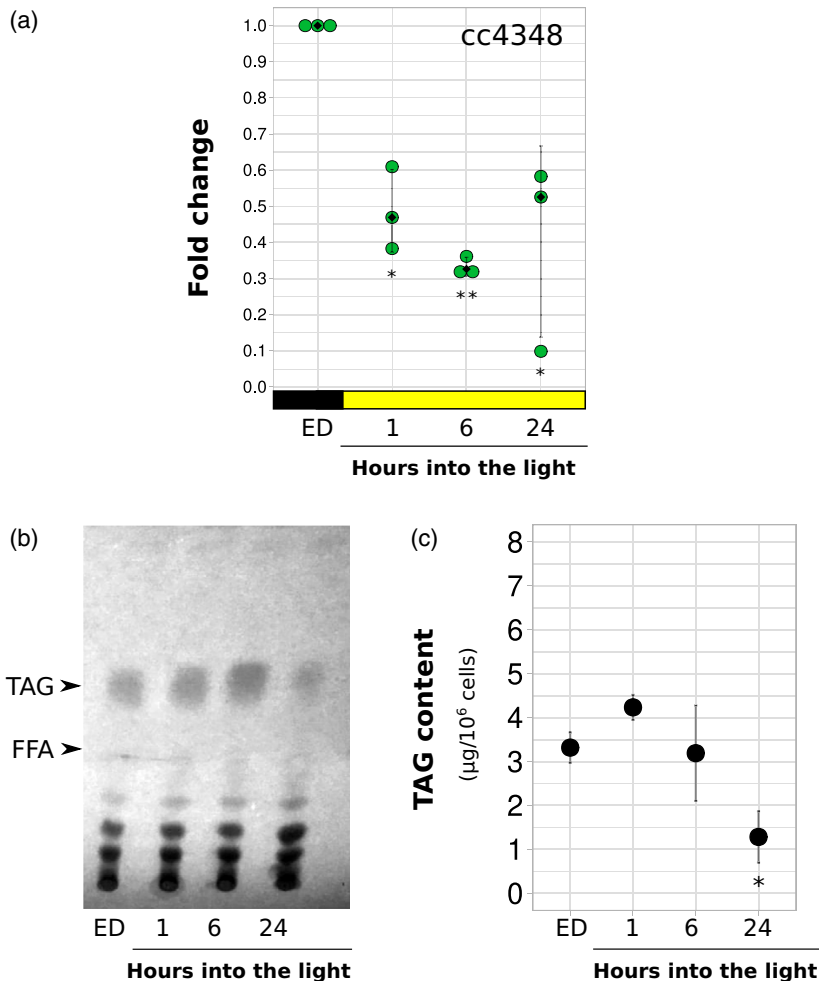 (a)
cc4348
Fold change
1.0
0.9
0.8
0.7
0.6
0.5
0.4
0.3
0.2
0.1
0.0
*
**
*
ED 1 6 24
Hours into the light
(b)
TAG
FFA
ED 1 6 24
Hours into the light
(c)
TAG content
(μg/10⁶ cells)
8
7
6
5
4
3
2
1
0
*
ED 1 6 24
Hours into the light